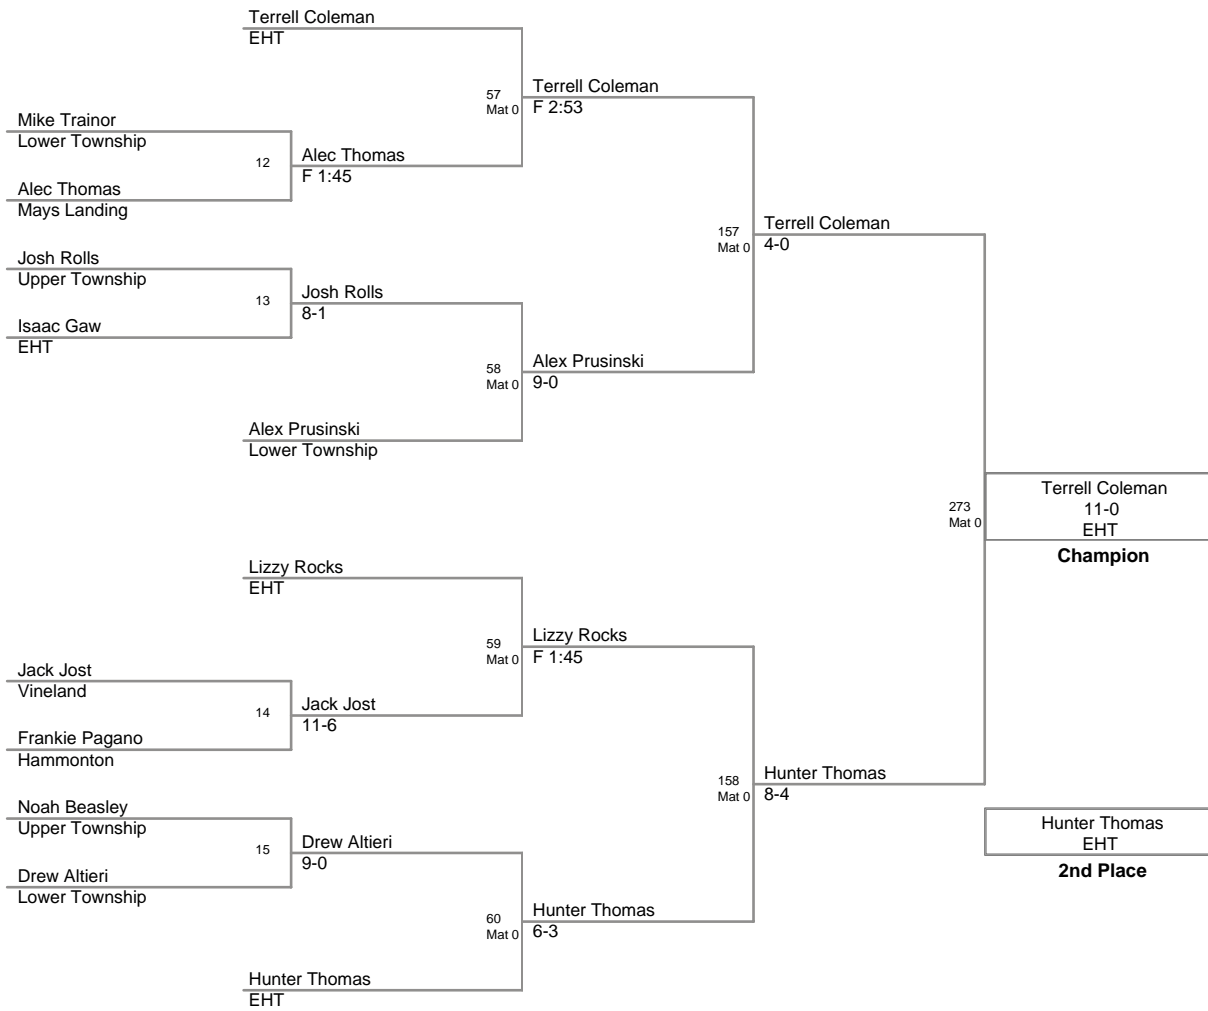 Terrell Coleman
EHT
57
Mat 0
Terrell Coleman
F 2:53
Mike Trainor
Lower Township
12
Alec Thomas
F 1:45
Alec Thomas
Mays Landing
157
Mat 0
Terrell Coleman
4-0
Josh Rolls
Upper Township
13
Josh Rolls
8-1
Isaac Gaw
EHT
58
Mat 0
Alex Prusinski
9-0
Alex Prusinski
Lower Township
273
Mat 0
Terrell Coleman
11-0
EHT
Champion
Lizzy Rocks
EHT
59
Mat 0
Lizzy Rocks
F 1:45
Jack Jost
Vineland
14
Jack Jost
11-6
Frankie Pagano
Hammonton
158
Mat 0
Hunter Thomas
8-4
Noah Beasley
Upper Township
15
Drew Altieri
9-0
Drew Altieri
Lower Township
60
Mat 0
Hunter Thomas
6-3
Hunter Thomas
EHT
Hunter Thomas
EHT
2nd Place